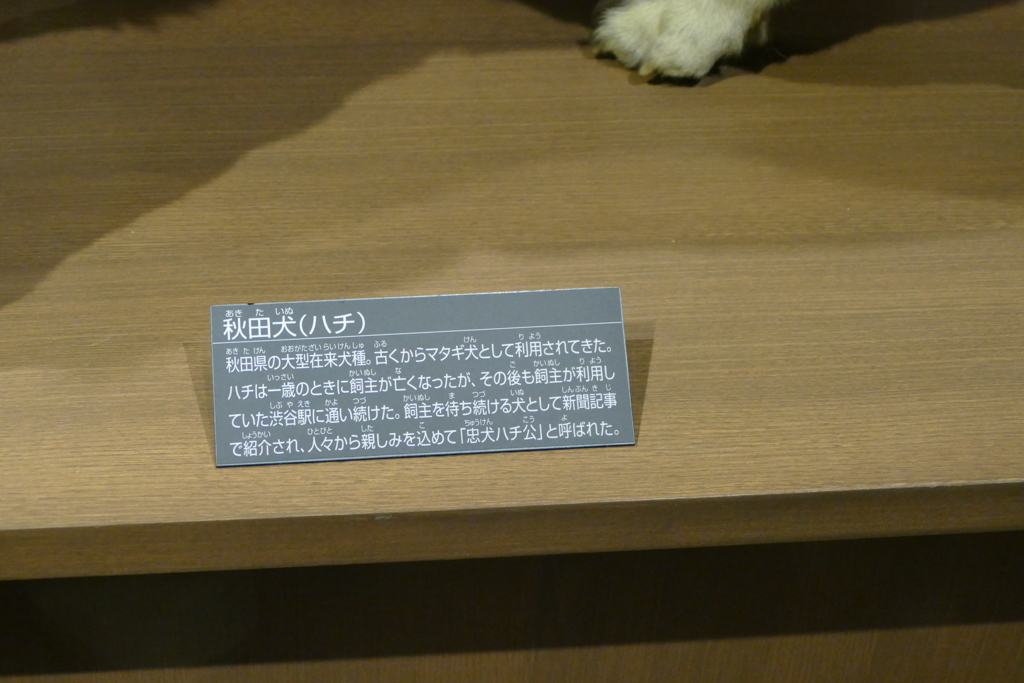 秋田犬(ハチ)
秋田県の大型在来犬種。古くからマタギ犬として利用されてきた。
ハチは一歳のときに飼主が亡くなったが、その後も飼主が利用し
ていた渋谷駅に通い続けた。飼主を待ち続ける犬として新聞記事
で紹介され、人々から親しみを込めて「忠犬ハチ公」と呼ばれた。